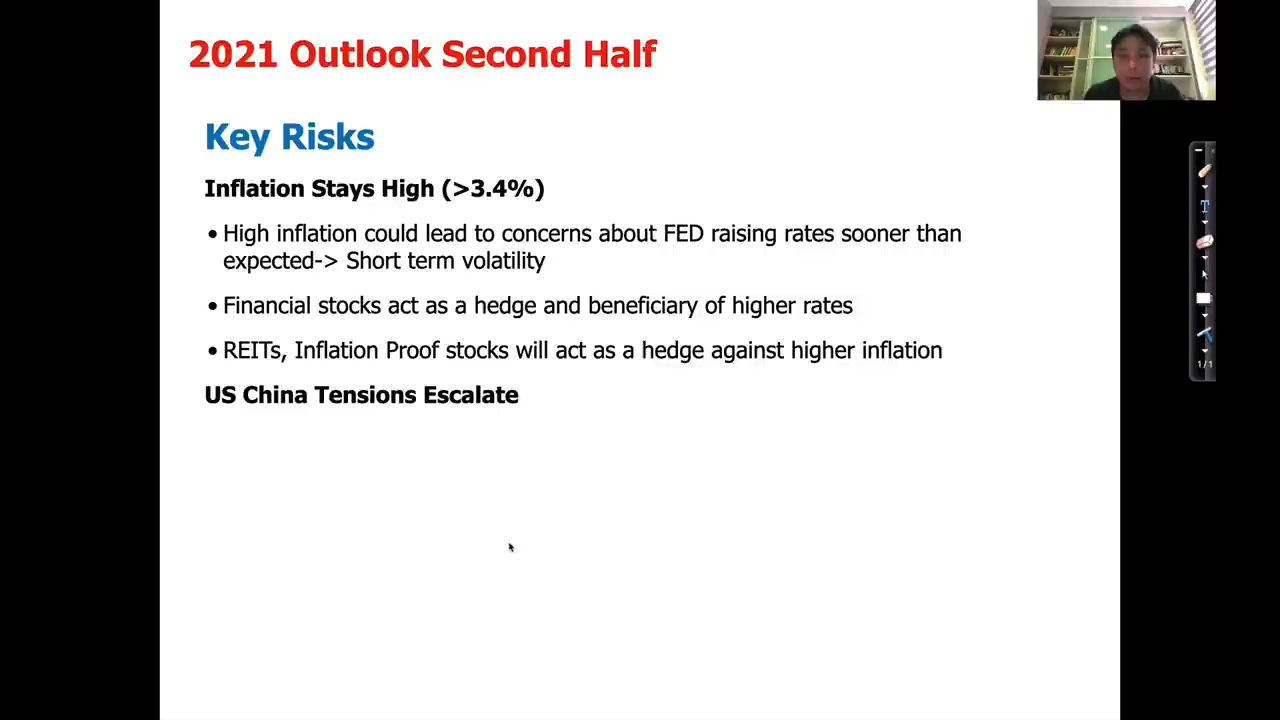 2021 Outlook Second Half
Key Risks
Inflation Stays High (>3.4%)
• High inflation could lead to concerns about FED raising rates sooner than
expected-> Short term volatility
• Financial stocks act as a hedge and beneficiary of higher rates
• REITs, Inflation Proof stocks will act as a hedge against higher inflation
US China Tensions Escalate
T
1/1